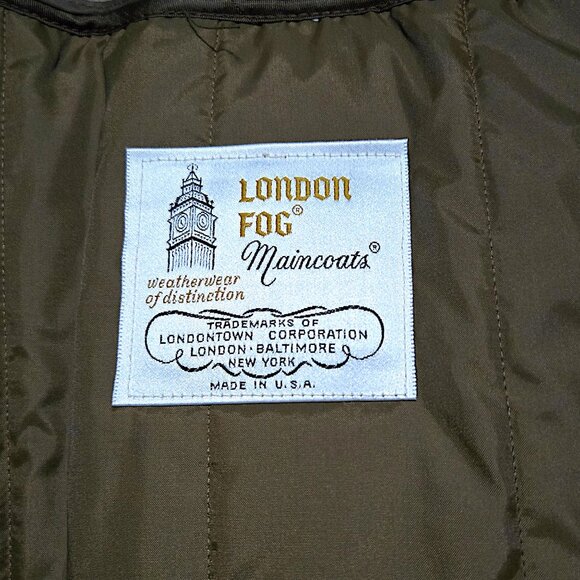 LONDON
FOG®
Maincoats®
weatherwear
of distinction
TRADEMARKS OF
LONDONTOWN CORPORATION
LONDON · BALTIMORE
NEW YORK
MADE IN U.S.A.